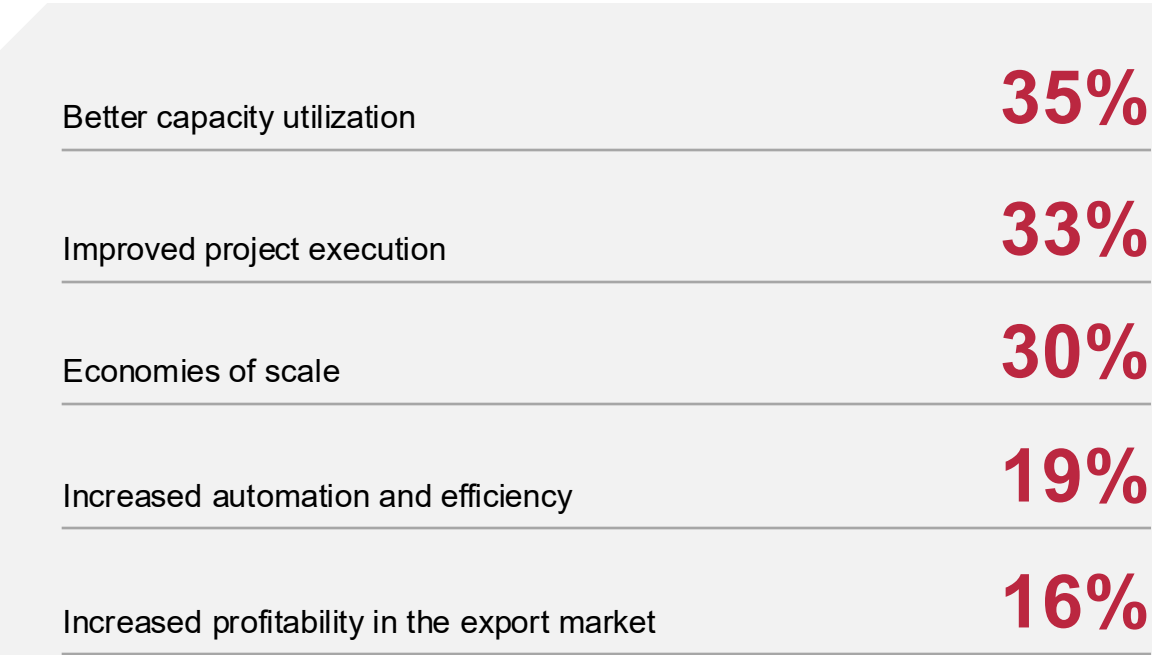 Better capacity utilization 35%
Improved project execution 33%
Economies of scale 30%
Increased automation and efficiency 19%
Increased profitability in the export market 16%